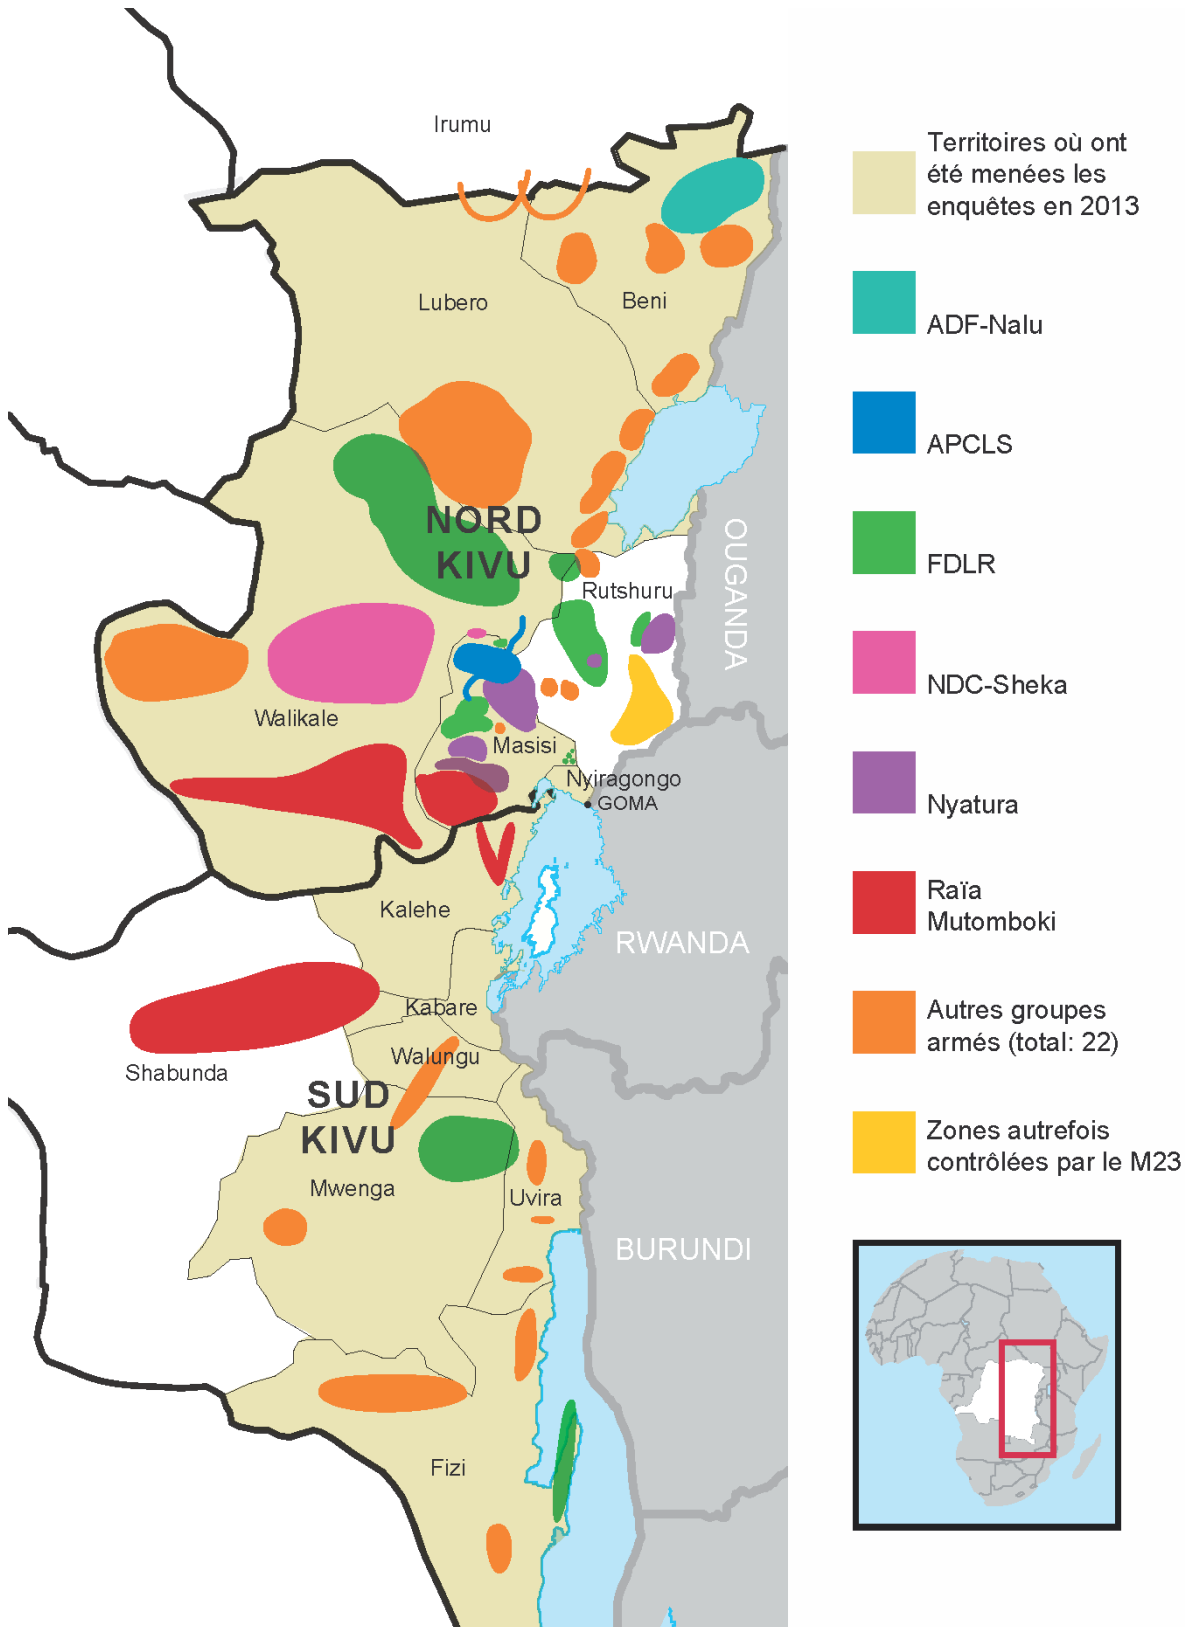 Irumu
Lubero
Beni
NORD
KIVU
Rutshuru
OUGANDA
Walikale
Masisi
Nyiragongo
GOMA
Kalehe
RWANDA
Kabare
Walungu
Shabunda
SUD
KIVU
Mwenga
Uvira
BURUNDI
Fizi
Territoires où ont
été menées les
enquêtes en 2013
ADF-Nalu
APCLS
FDLR
NDC-Sheka
Nyatura
Raïa
Mutomboki
Autres groupes
armés (total: 22)
Zones autrefois
contrôlées par le M23